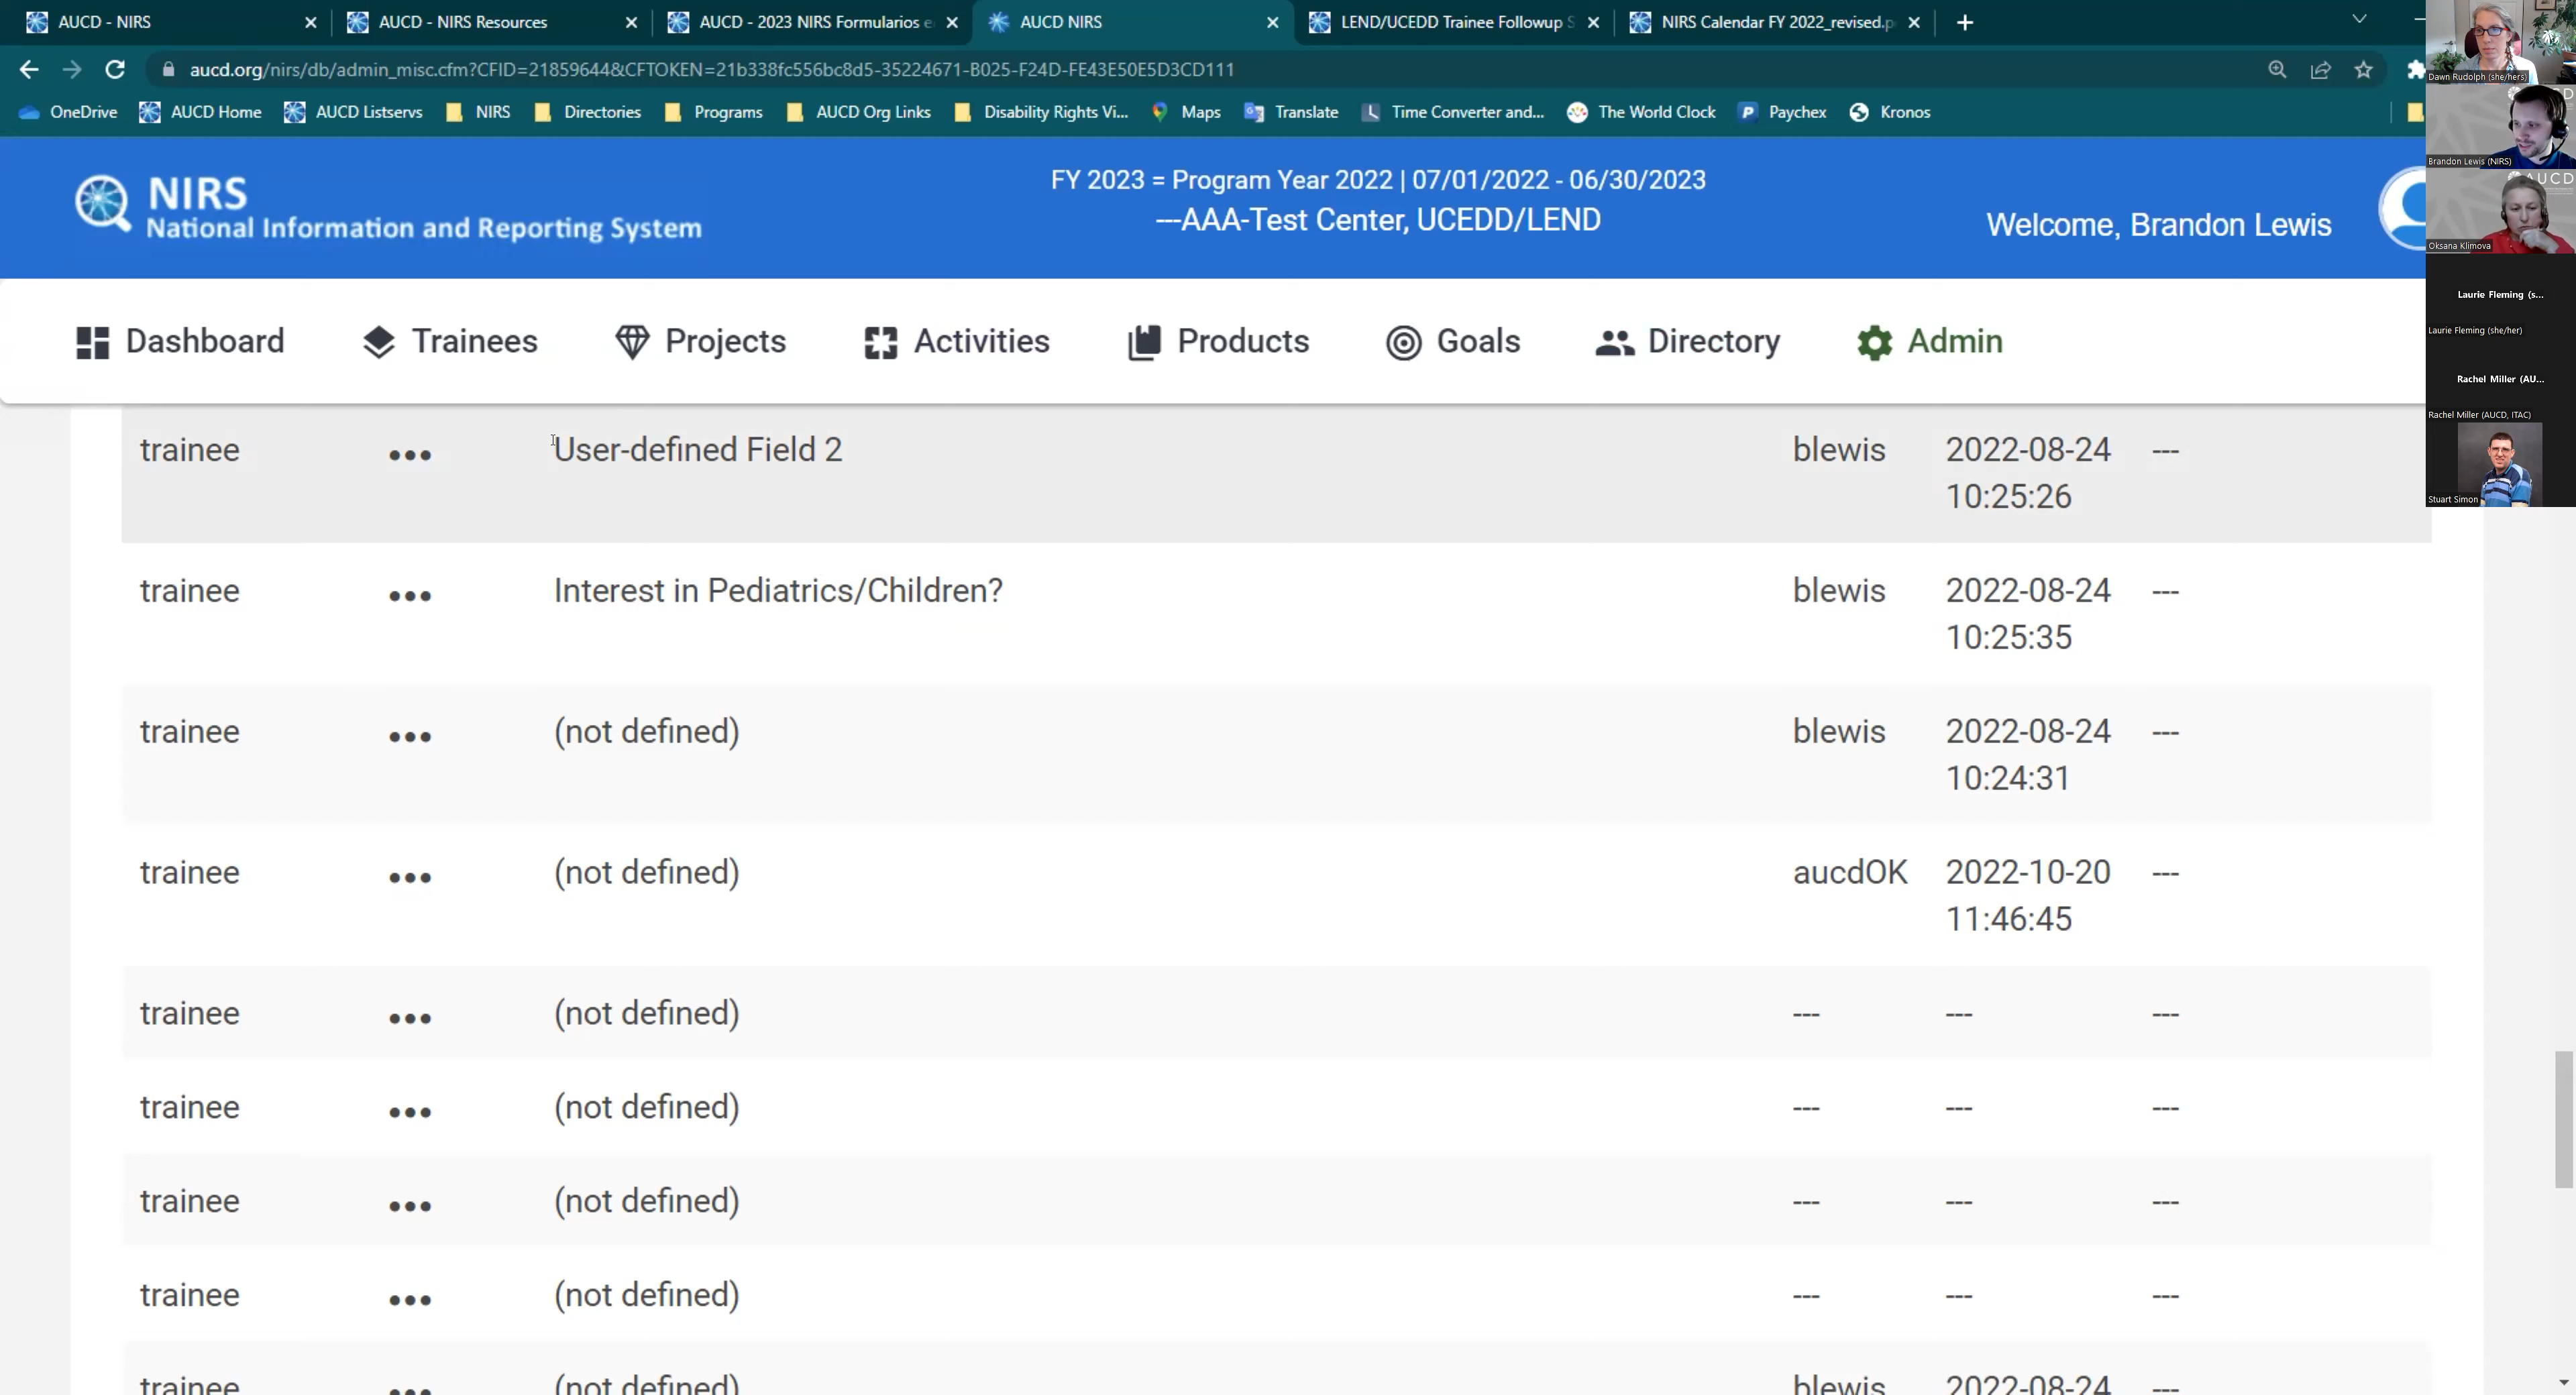 AUCD - NIRS
AUCD - NIRS Resources
AUCD - 2023 NIRS Formularios e
AUCD NIRS
LEND/UCEDD Trainee Followup S
NIRS Calendar FY 2022_revised.p
aucd.org/nirs/db/admin_misc.cfm?CFID=21859644&CFTOKEN=21b338fc556bc8d5-35224671-B025-F24D-FE43E50E5D3CD111
OneDrive AUCD Home AUCD Listservs NIRS Directories Programs AUCD Org Links Disability Rights Vi... Maps Translate Time Converter and... The World Clock Paychex Kronos
NIRS
National Information and Reporting System
FY 2023 = Program Year 2022 | 07/01/2022 - 06/30/2023
---AAA-Test Center, UCEDD/LEND
Welcome, Brandon Lewis
Dashboard Trainees Projects Activities Products Goals Directory Admin
trainee ••• User-defined Field 2 blewis 2022-08-24 ---
10:25:26
trainee ••• Interest in Pediatrics/Children? blewis 2022-08-24 ---
10:25:35
trainee ••• (not defined) blewis 2022-08-24 ---
10:24:31
trainee ••• (not defined) aucdOK 2022-10-20 ---
11:46:45
trainee ••• (not defined) --- --- ---
trainee ••• (not defined) --- --- ---
trainee ••• (not defined) --- --- ---
trainee ••• (not defined) --- --- ---
trainee ••• (not defined) blewis 2022-08-24
Dawn Rudolph (she/hers)
Brandon Lewis (NIRS)
AUCD
Oksana Klimova
Laurie Fleming (s...
Laurie Fleming (she/her)
Rachel Miller (AU...
Rachel Miller (AUCD, ITAC)
Stuart Simon